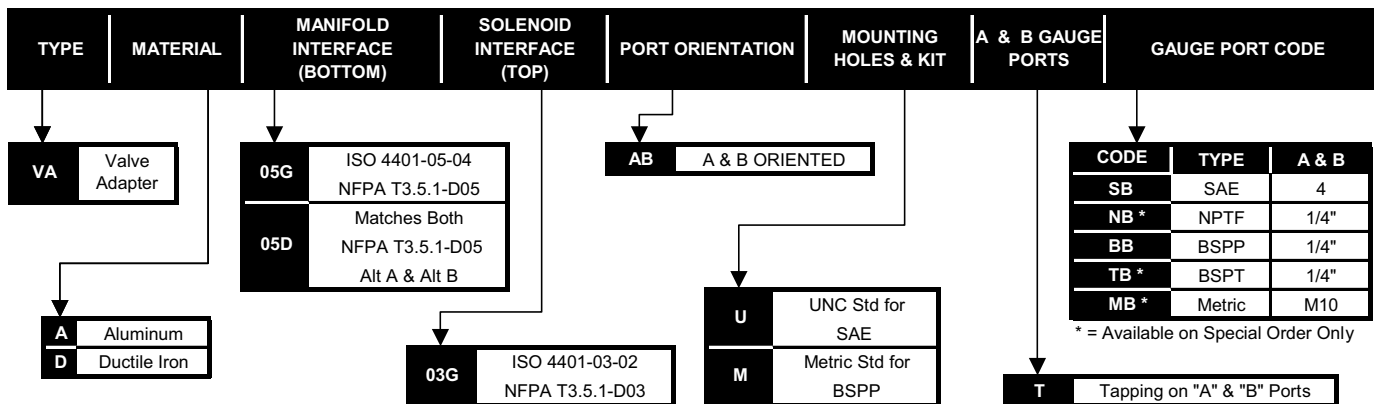 TYPE
MATERIAL
MANIFOLD
INTERFACE
(BOTTOM)
SOLENOID
INTERFACE
(TOP)
PORT ORIENTATION
MOUNTING
HOLES & KIT
A & B GAUGE
PORTS
GAUGE PORT CODE
VA
Valve
Adapter
A Aluminum
D Ductile Iron
05G
ISO 4401-05-04
NFPA T3.5.1-D05
05D
Matches Both
NFPA T3.5.1-D05
Alt A & Alt B
03G
ISO 4401-03-02
NFPA T3.5.1-D03
AB A & B ORIENTED
U
UNC Std for
SAE
M
Metric Std for
BSPP
T Tapping on "A" & "B" Ports
CODE TYPE A & B
SB SAE 4
NB * NPTF 1/4"
BB BSPP 1/4"
TB * BSPT 1/4"
MB * Metric M10
* = Available on Special Order Only